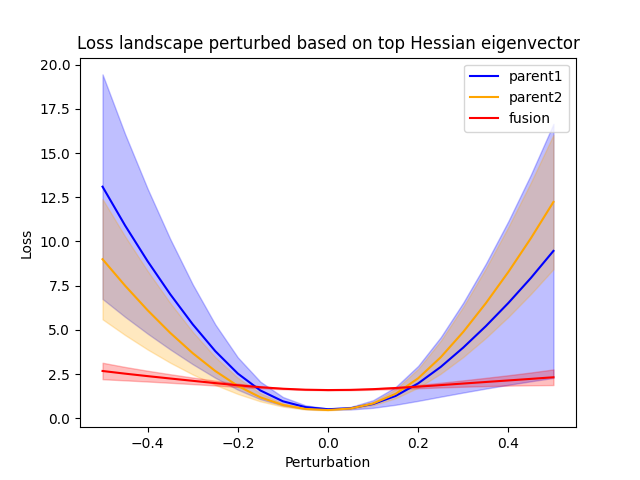 Loss landscape perturbed based on top Hessian eigenvector
20.0
17.5
15.0
12.5
10.0
7.5
5.0
2.5
0.0
Loss
parent1
parent2
fusion
−0.4
−0.2
0.0
0.2
0.4
Perturbation